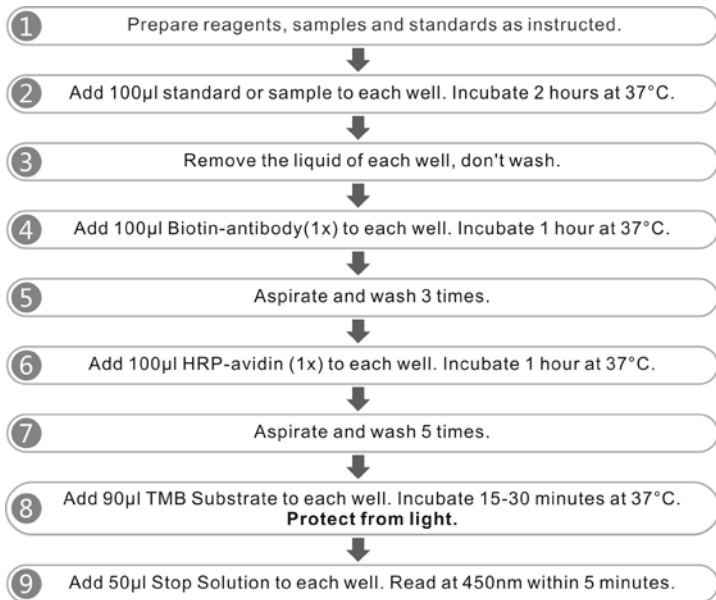 1 Prepare reagents, samples and standards as instructed.
2 Add 100µl standard or sample to each well. Incubate 2 hours at 37°C.
3 Remove the liquid of each well, don't wash.
4 Add 100µl Biotin-antibody(1x) to each well. Incubate 1 hour at 37°C.
5 Aspirate and wash 3 times.
6 Add 100µl HRP-avidin (1x) to each well. Incubate 1 hour at 37°C.
7 Aspirate and wash 5 times.
8 Add 90µl TMB Substrate to each well. Incubate 15-30 minutes at 37°C.
Protect from light.
9 Add 50µl Stop Solution to each well. Read at 450nm within 5 minutes.